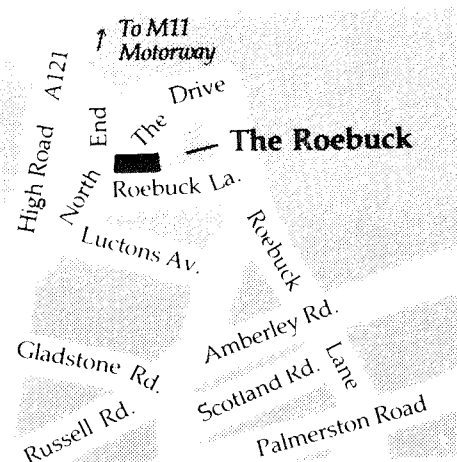 ↑ To M11
Motorway
High Road A121
North End
The Drive
The Roebuck
Roebuck La.
Luctons Av.
Roebuck Lane
Amberley Rd.
Gladstone Rd.
Scotland Rd.
Russell Rd.
Palmerston Road